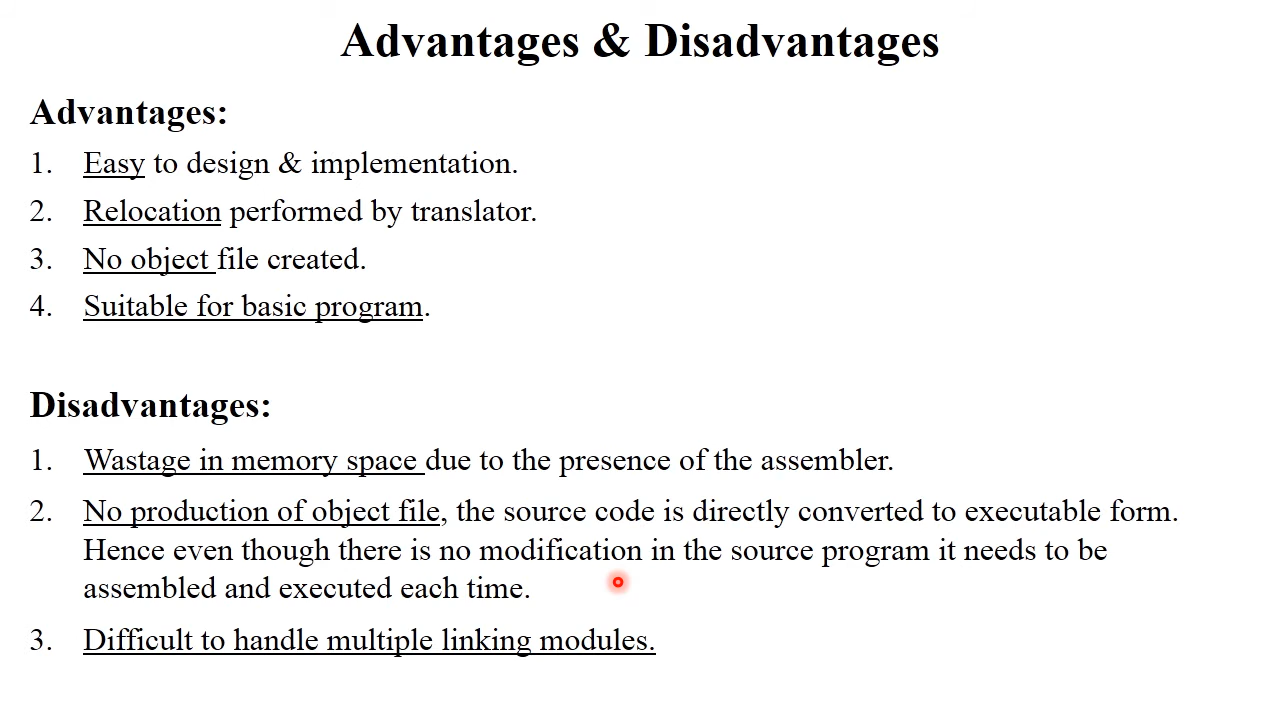 Advantages & Disadvantages
Advantages:
1. Easy to design & implementation.
2. Relocation performed by translator.
3. No object file created.
4. Suitable for basic program.
Disadvantages:
1. Wastage in memory space due to the presence of the assembler.
2. No production of object file, the source code is directly converted to executable form.
Hence even though there is no modification in the source program it needs to be
assembled and executed each time.
3. Difficult to handle multiple linking modules.